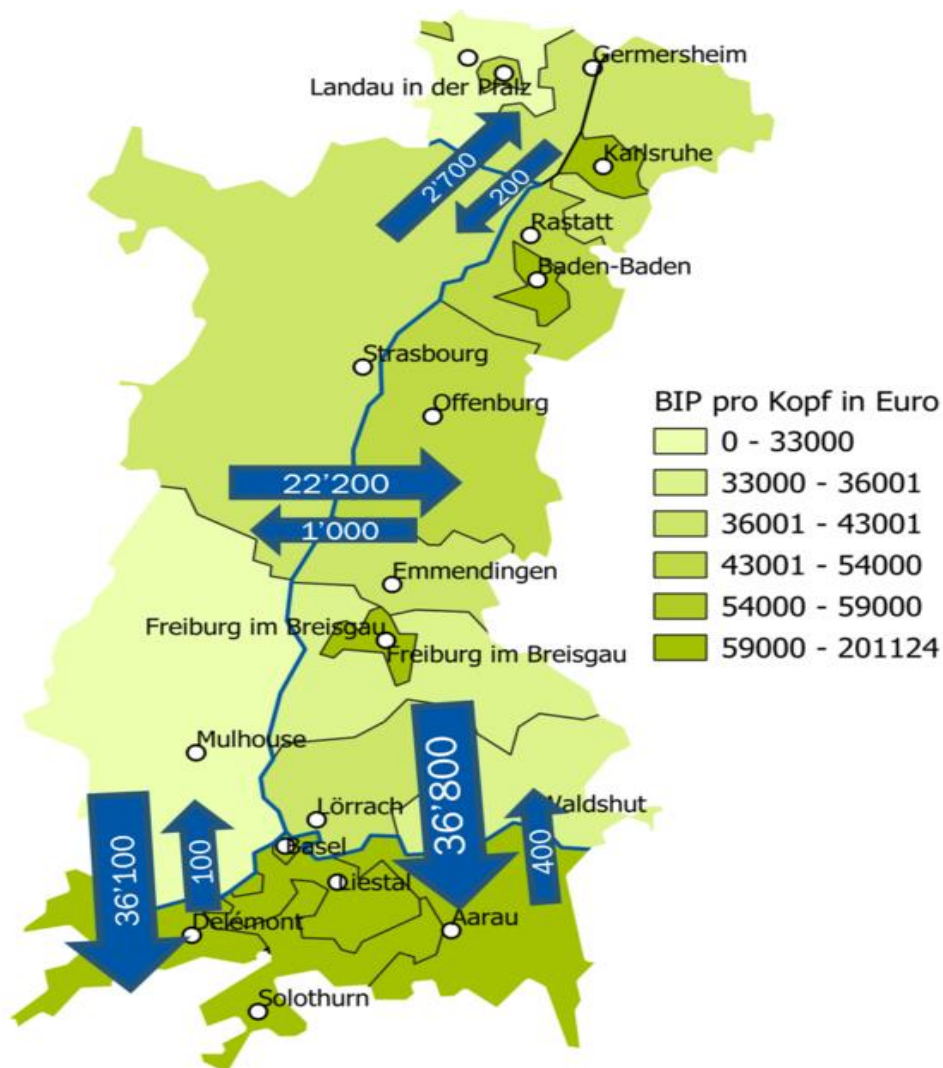 Germersheim
Landau in der Pfalz
Karlsruhe
2'700
200
Rastatt
Baden-Baden
Strasbourg
Offenburg
BIP pro Kopf in Euro
0 - 33000
33000 - 36001
36001 - 43001
43001 - 54000
54000 - 59000
59000 - 201124
22'200
1'000
Emmendingen
Freiburg im Breisgau
Freiburg im Breisgau
Mulhouse
36'800
Lörrach
Waldshut
Basel
36'100
100
400
Liestal
Delémont
Aarau
Solothurn